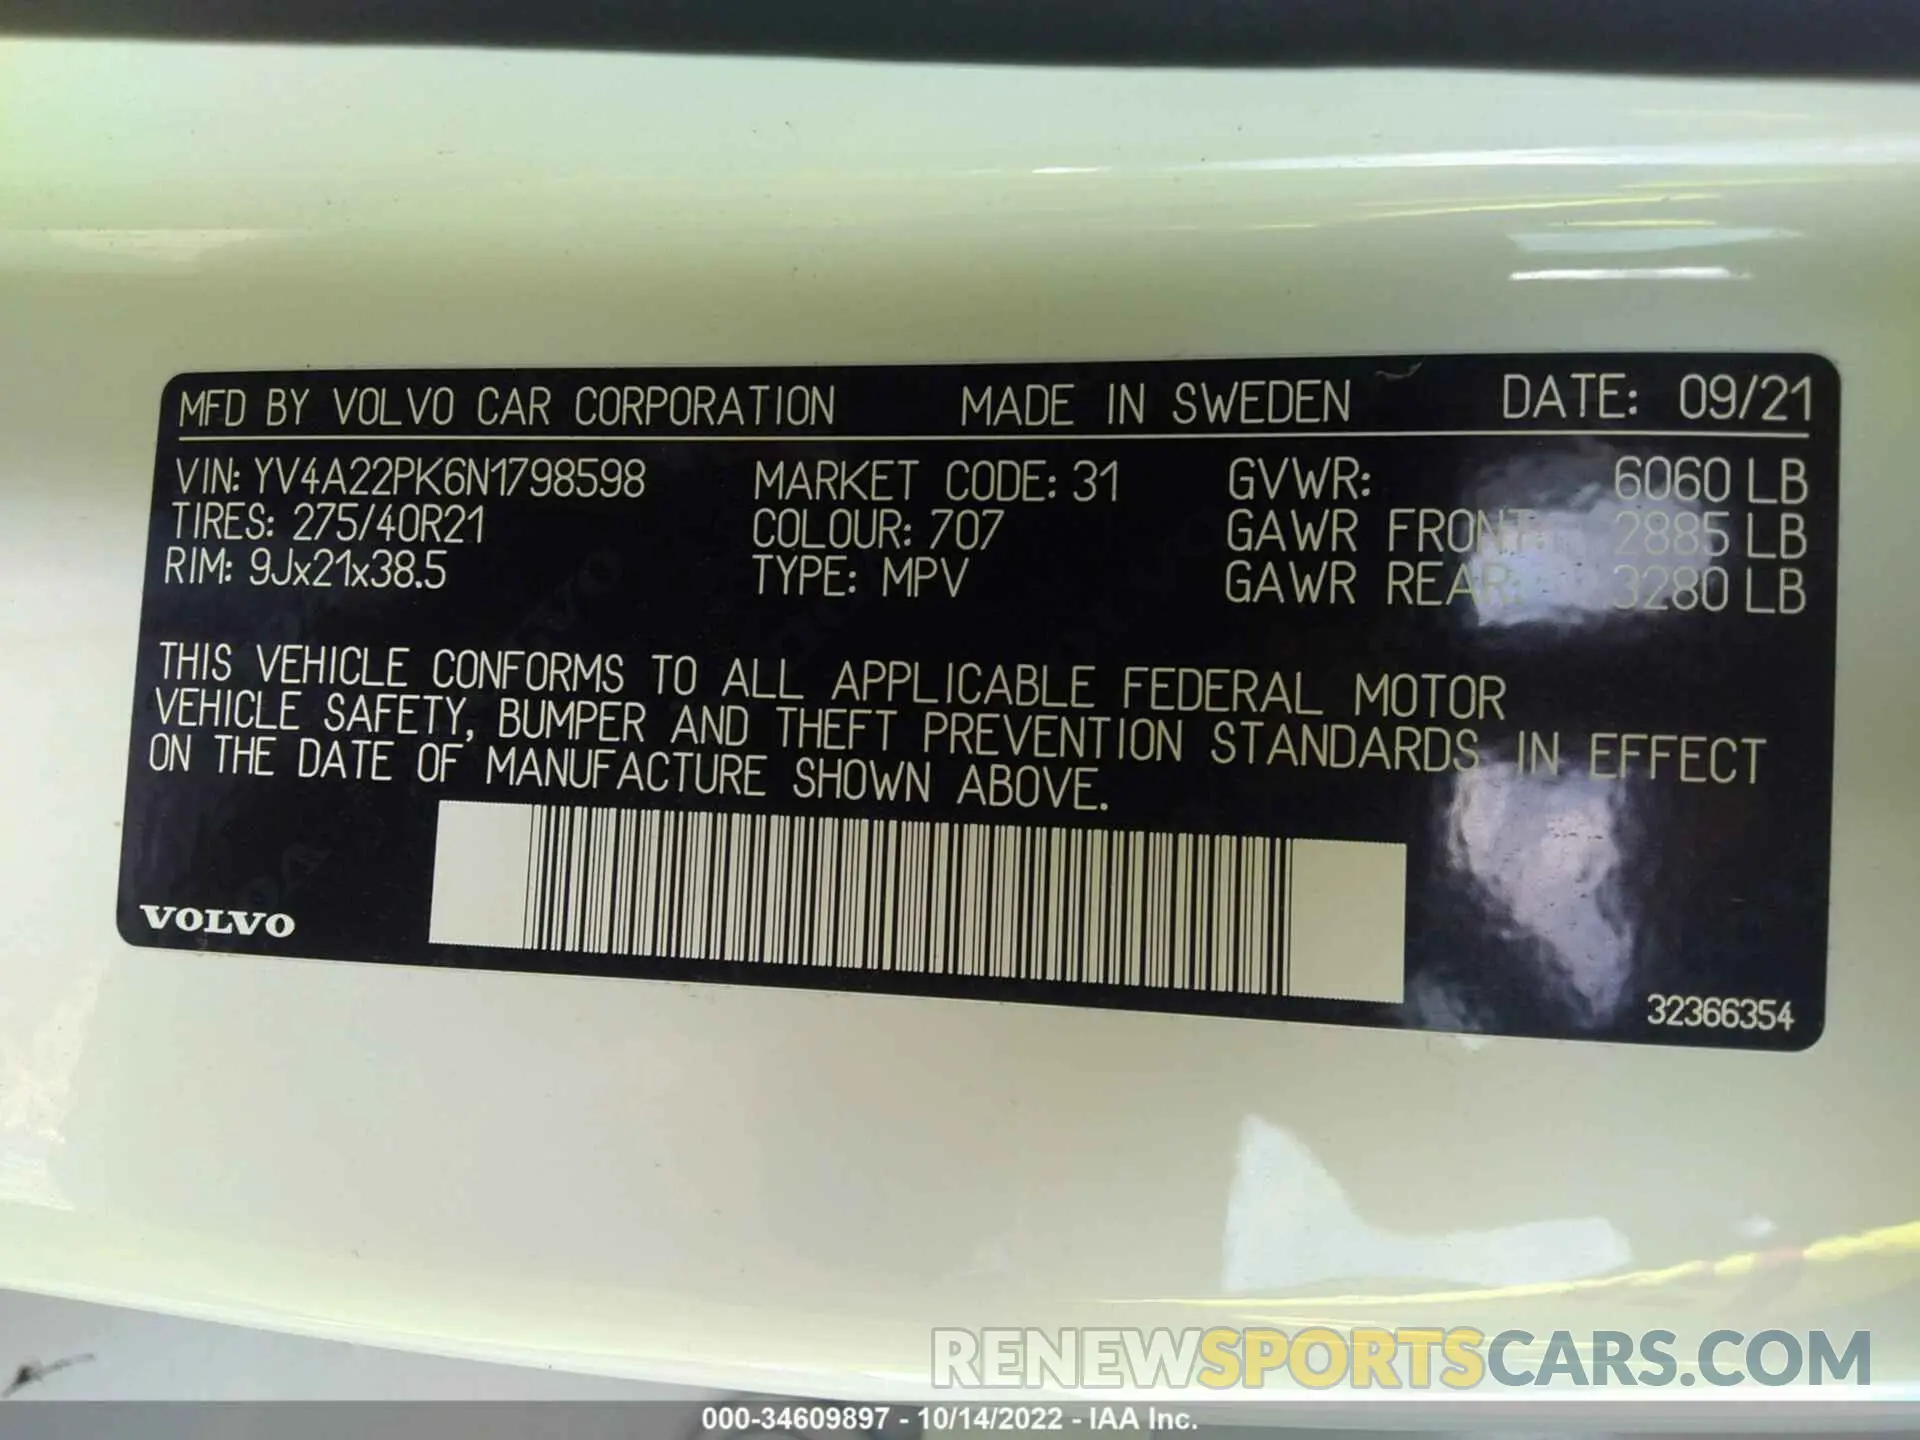 MFD BY VOLVO CAR CORPORATION MADE IN SWEDEN DATE: 09/21
VIN: YV4A22PK6N1798598 MARKET CODE: 31 GVWR: 6060 LB
TIRES: 275/40R21 COLOUR: 707 GAWR FRONT: 2885 LB
RIM: 9Jx21x38.5 TYPE: MPV GAWR REAR: 3280 LB
THIS VEHICLE CONFORMS TO ALL APPLICABLE FEDERAL MOTOR
VEHICLE SAFETY, BUMPER AND THEFT PREVENTION STANDARDS IN EFFECT
ON THE DATE OF MANUFACTURE SHOWN ABOVE.
VOLVO
32366354
RENEWSPORTSCARS.COM
000-34609897 - 10/14/2022 - IAA Inc.